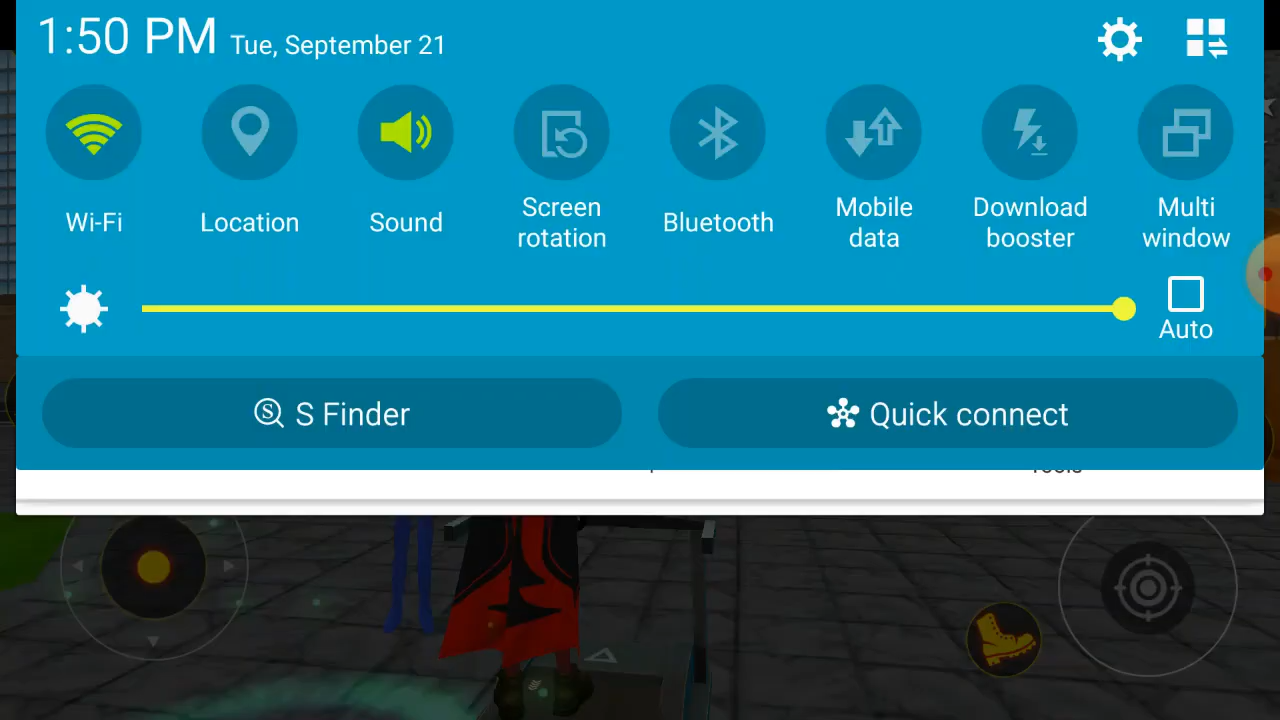 1:50 PM Tue, September 21
Wi-Fi
Location
Sound
Screen
rotation
Bluetooth
Mobile
data
Download
booster
Multi
window
Auto
S Finder
Quick connect